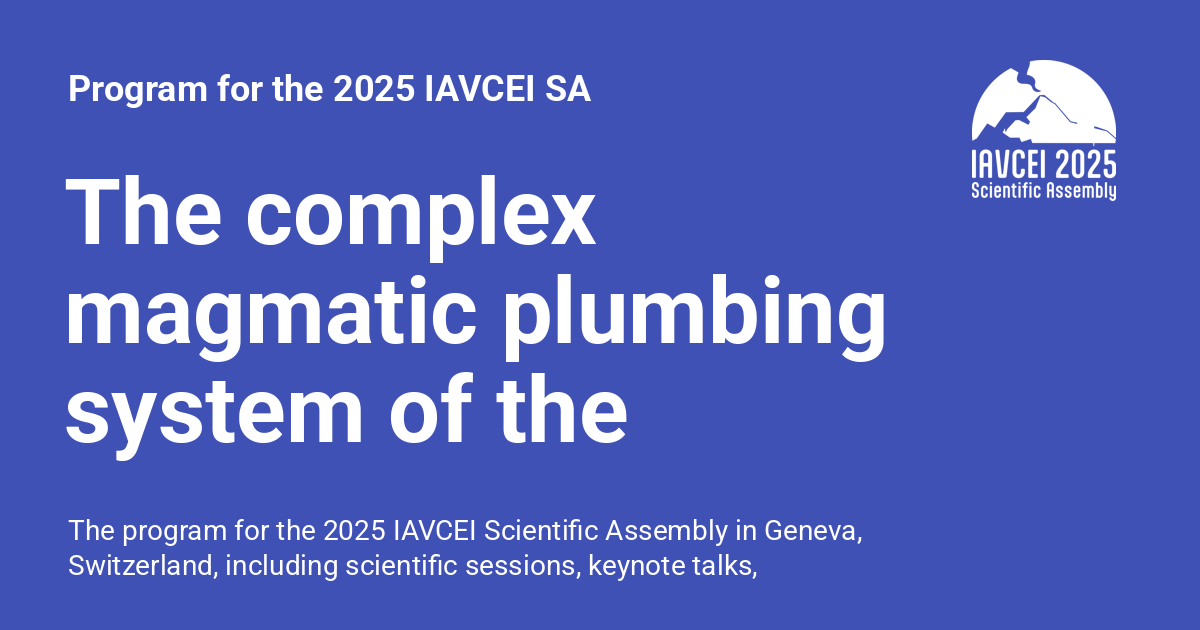 Program for the 2025 IAVCEI SA
IAVCEI 2025
Scientific Assembly
The complex
magmatic plumbing
system of the
The program for the 2025 IAVCEI Scientific Assembly in Geneva,
Switzerland, including scientific sessions, keynote talks,